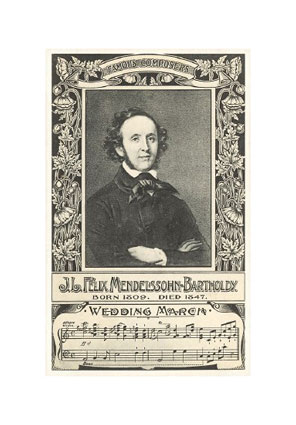 FAMOUS COMPOSERS
J. L. FELIX MENDELSSOHN-BARTHOLDY.
BORN 1809. DIED 1847.
WEDDING MARCH